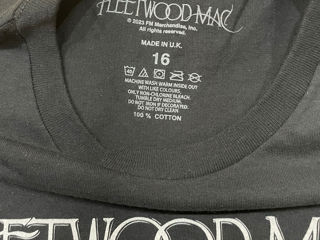 FLEETWOOD MAC
© 2023 FM Merchandise, Inc.
All rights reserved.
MADE IN U.K.
16
40
MACHINE WASH WARM INSIDE OUT
WITH LIKE COLOURS.
ONLY NON-CHLORINE BLEACH.
TUMBLE DRY MEDIUM.
DO NOT IRON IF DECORATED.
DO NOT DRY CLEAN.
100 % COTTON
FLEETWOOD MAC